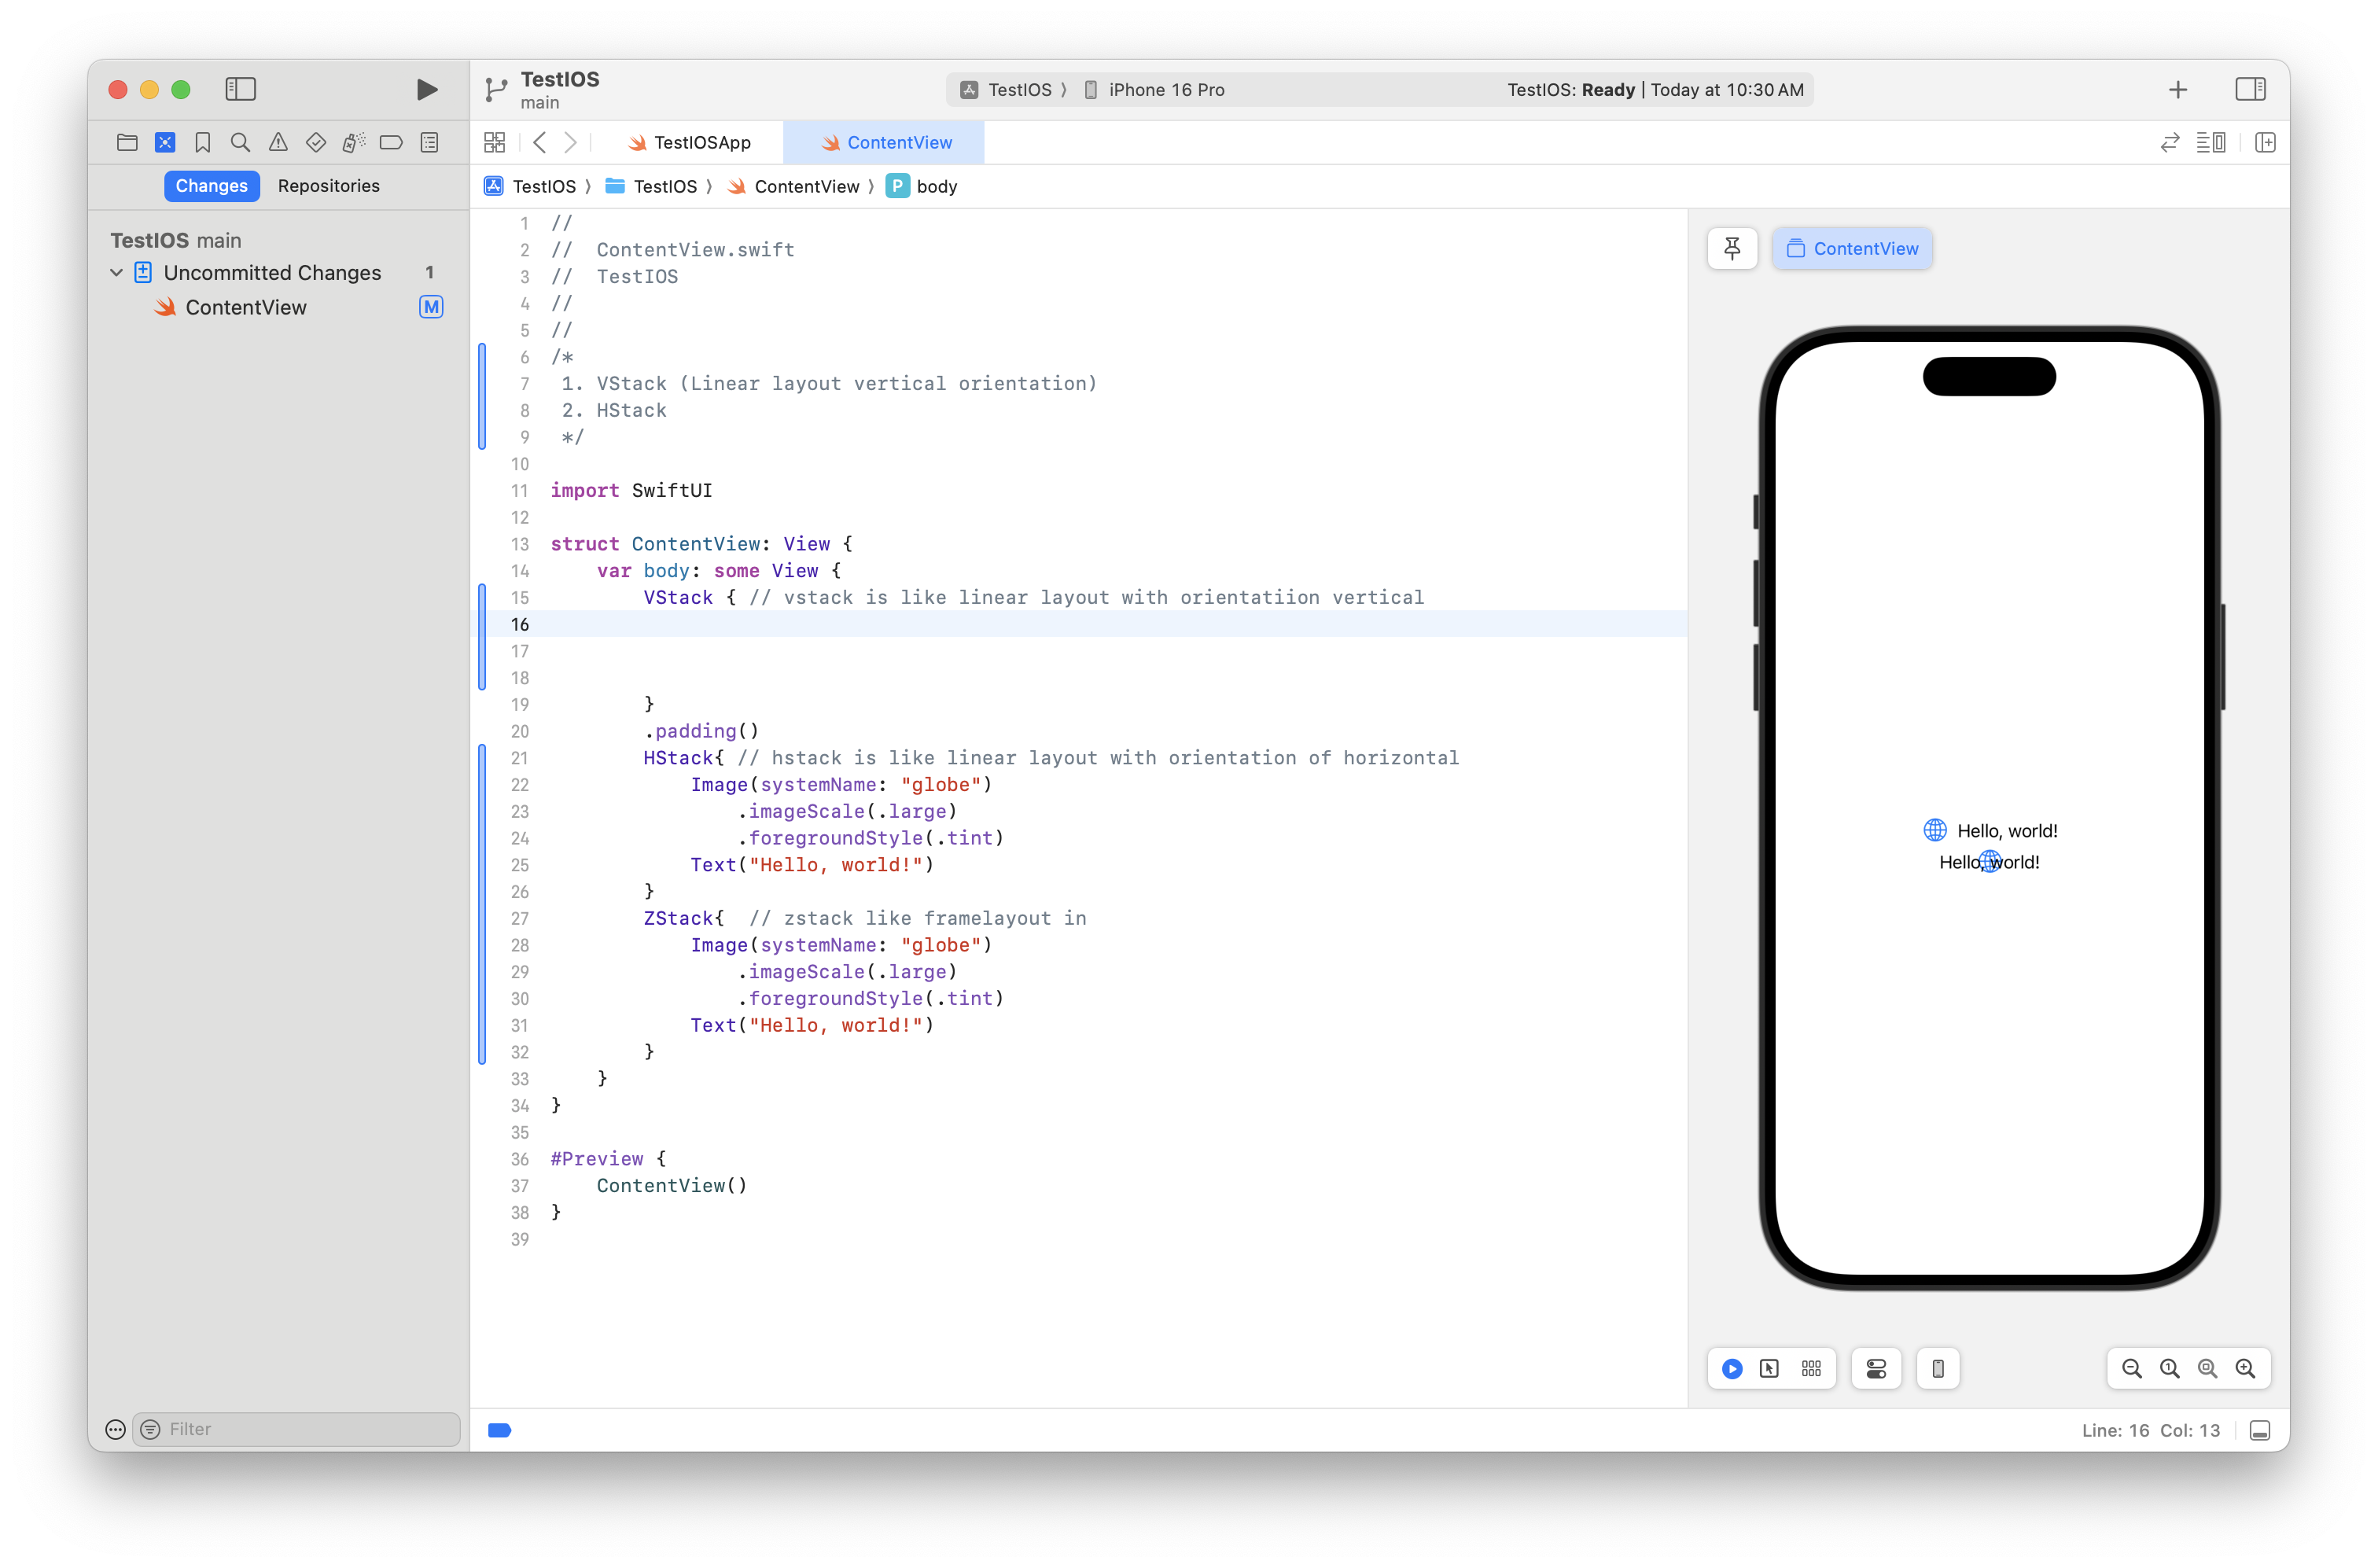 TestIOS
main
TestIOS 〉 iPhone 16 Pro
TestIOS: Ready | Today at 10:30 AM
TestIOSApp
ContentView
Changes
Repositories
TestIOS 〉 TestIOS 〉 ContentView 〉 P body
TestIOS main
Uncommitted Changes 1
ContentView M
1 //
2 //  ContentView.swift
3 //  TestIOS
4 //
5 //
6 /*
7  1. VStack (Linear layout vertical orientation)
8  2. HStack
9  */
10
11 import SwiftUI
12
13 struct ContentView: View {
14     var body: some View {
15         VStack { // vstack is like linear layout with orientatiion vertical
16
17
18
19         }
20         .padding()
21         HStack{ // hstack is like linear layout with orientation of horizontal
22             Image(systemName: "globe")
23                 .imageScale(.large)
24                 .foregroundStyle(.tint)
25             Text("Hello, world!")
26         }
27         ZStack{  // zstack like framelayout in
28             Image(systemName: "globe")
29                 .imageScale(.large)
30                 .foregroundStyle(.tint)
31             Text("Hello, world!")
32         }
33     }
34 }
35
36 #Preview {
37     ContentView()
38 }
39
ContentView
Hello, world!
Hello, world!
Filter
Line: 16 Col: 13